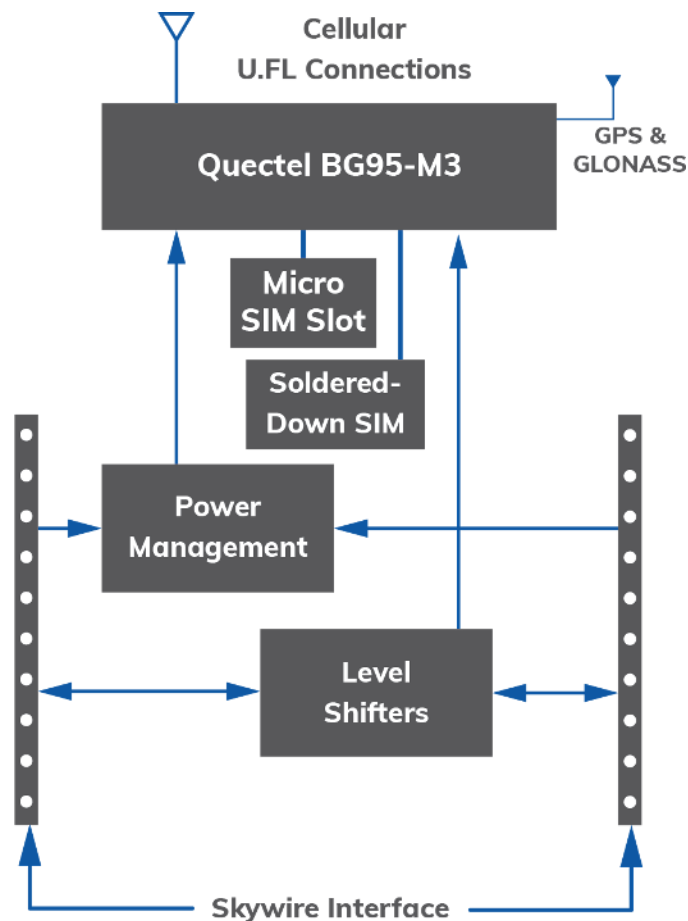 Cellular
U.FL Connections
Quectel BG95-M3
GPS &
GLONASS
Micro
SIM Slot
Soldered-
Down SIM
Power
Management
Level
Shifters
Skywire Interface